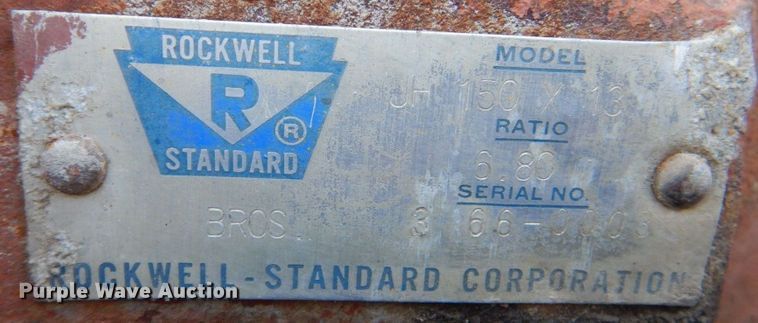 ROCKWELL
R
®
STANDARD
MODEL
JH 150 X 13
RATIO
6.80
SERIAL NO.
BROS. 3 66-0003
ROCKWELL-STANDARD CORPORATION
Purple Wave Auction